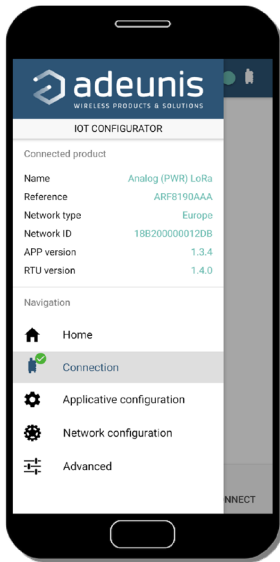 adeunis
WIRELESS PRODUCTS & SOLUTIONS
IOT CONFIGURATOR
Connected product
Name Analog (PWR) LoRa
Reference ARF8190AAA
Network type Europe
Network ID 18B200000012DB
APP version 1.3.4
RTU version 1.4.0
Navigation
Home
Connection
Applicative configuration
Network configuration
Advanced
NNECT